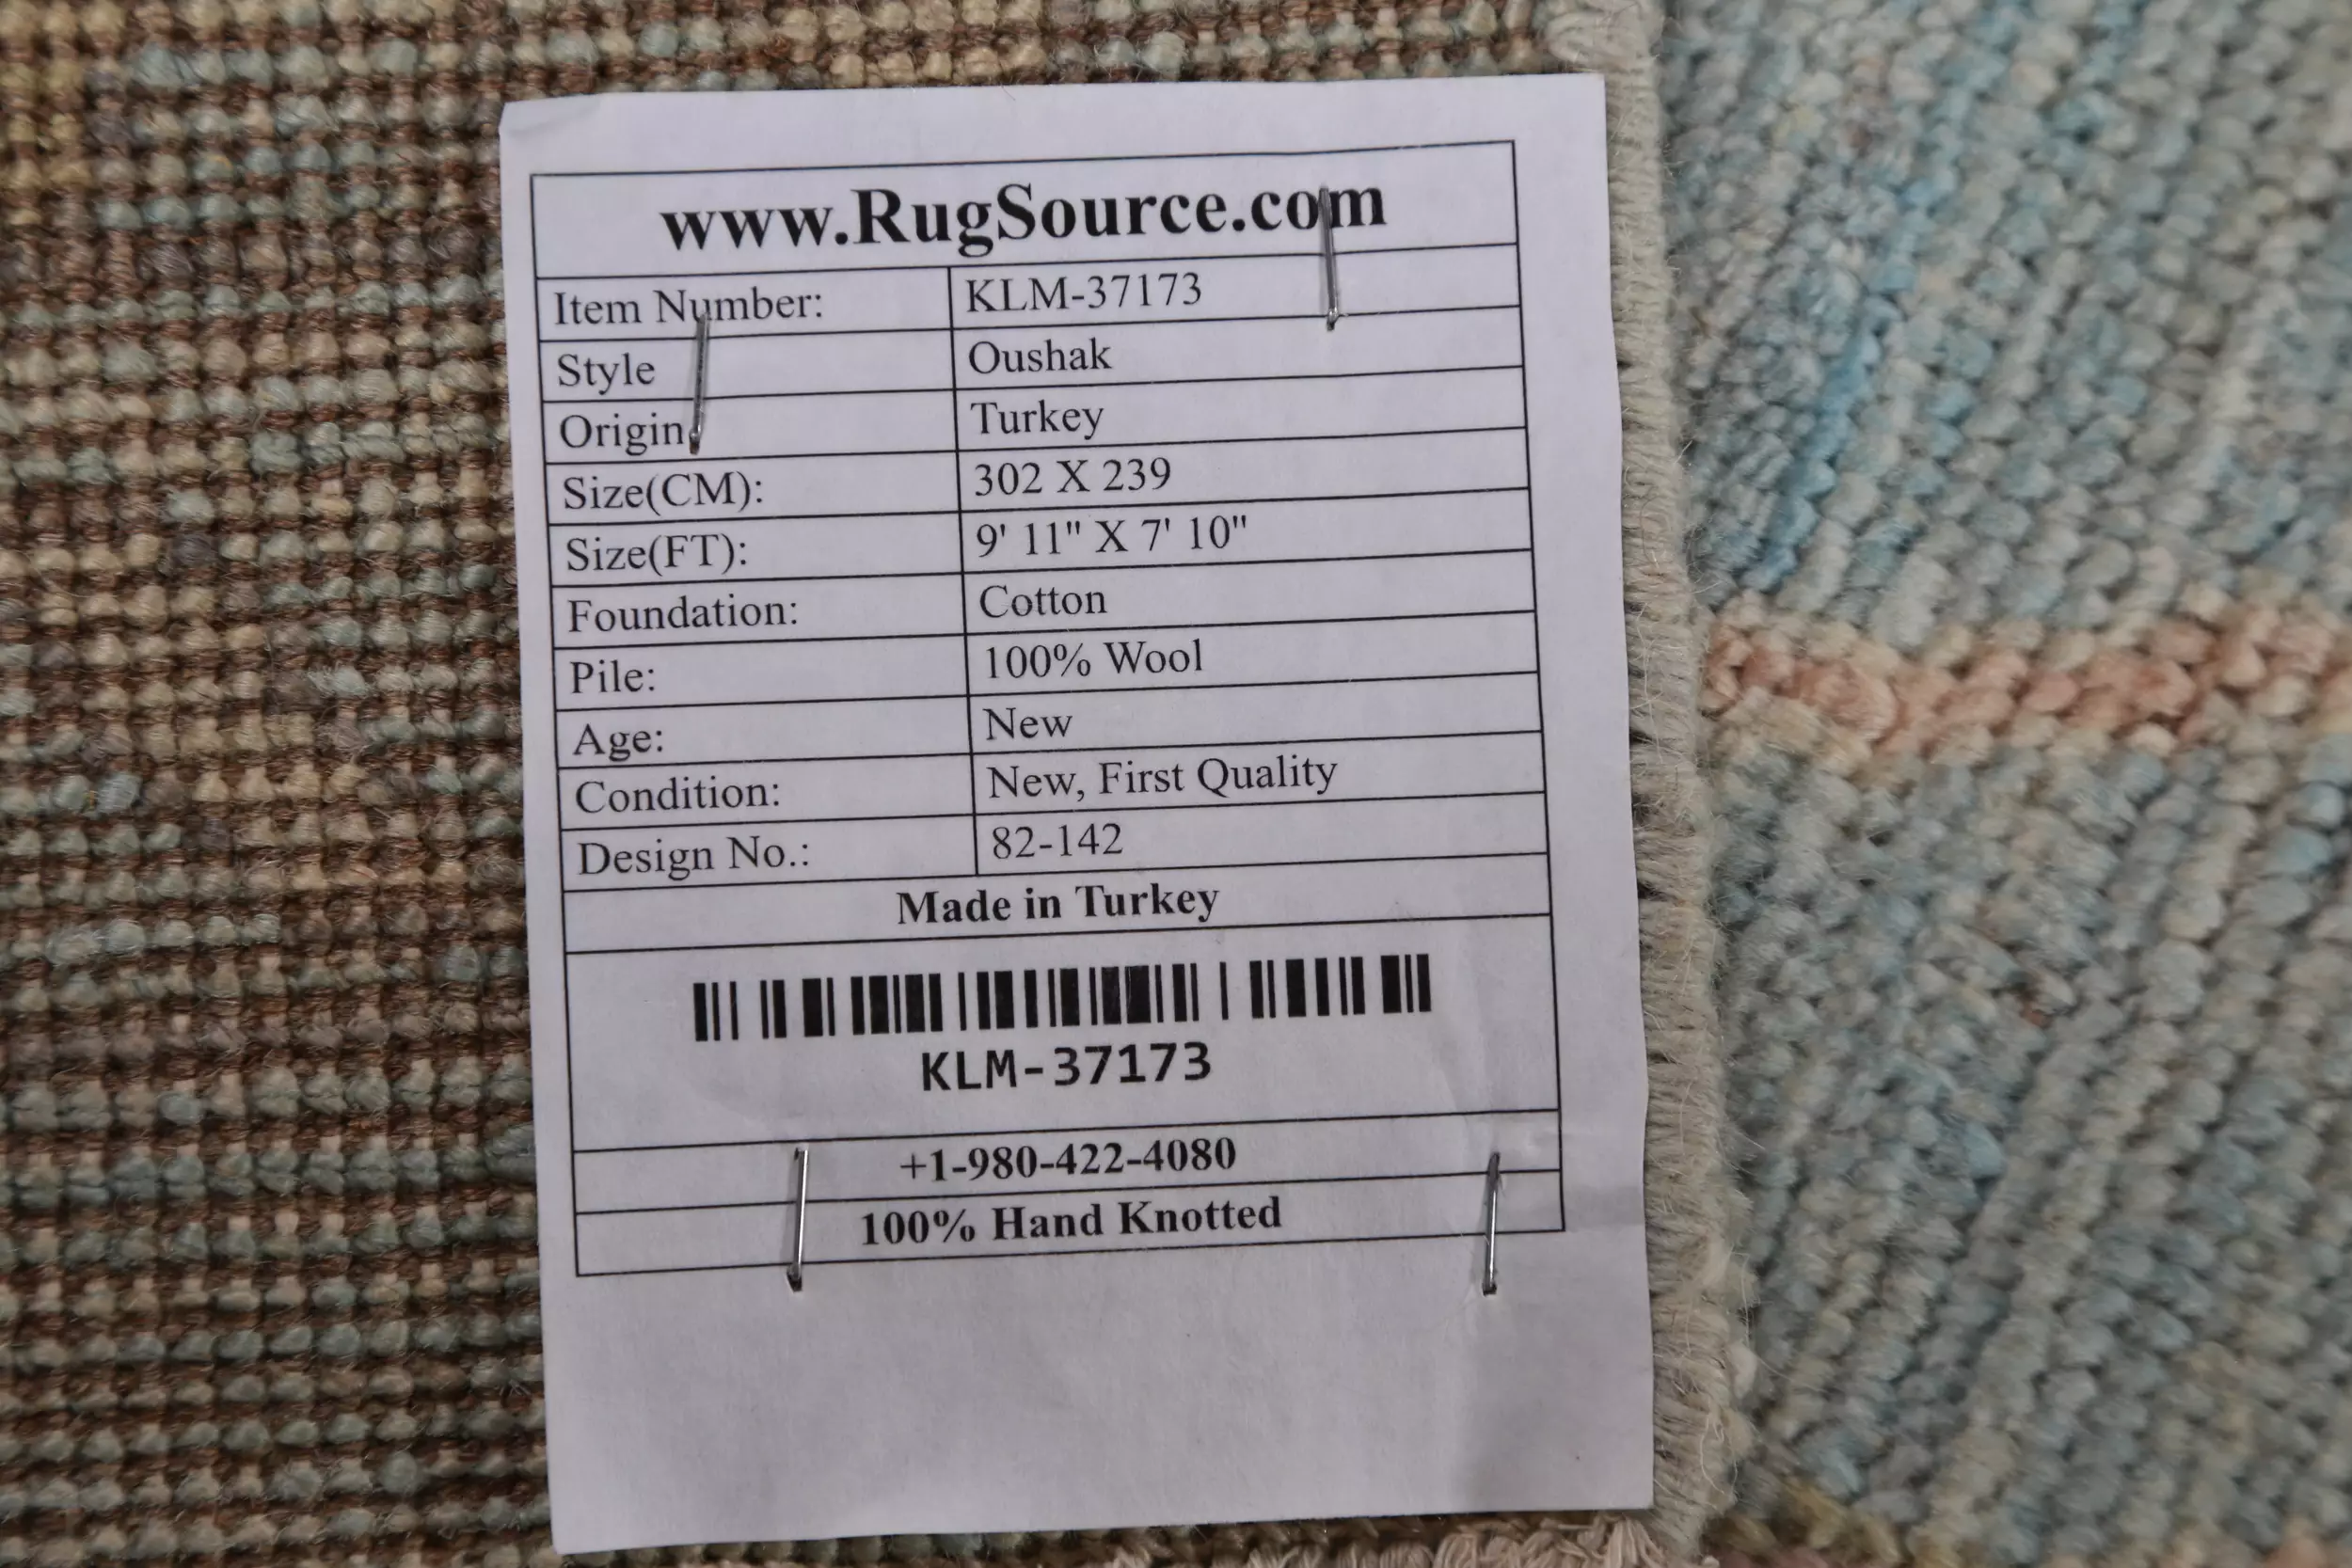 www.RugSource.com
Item Number: KLM-37173
Style Oushak
Origin Turkey
Size(CM): 302 X 239
Size(FT): 9' 11" X 7' 10"
Foundation: Cotton
Pile: 100% Wool
Age: New
Condition: New, First Quality
Design No.: 82-142
Made in Turkey
KLM-37173
+1-980-422-4080
100% Hand Knotted